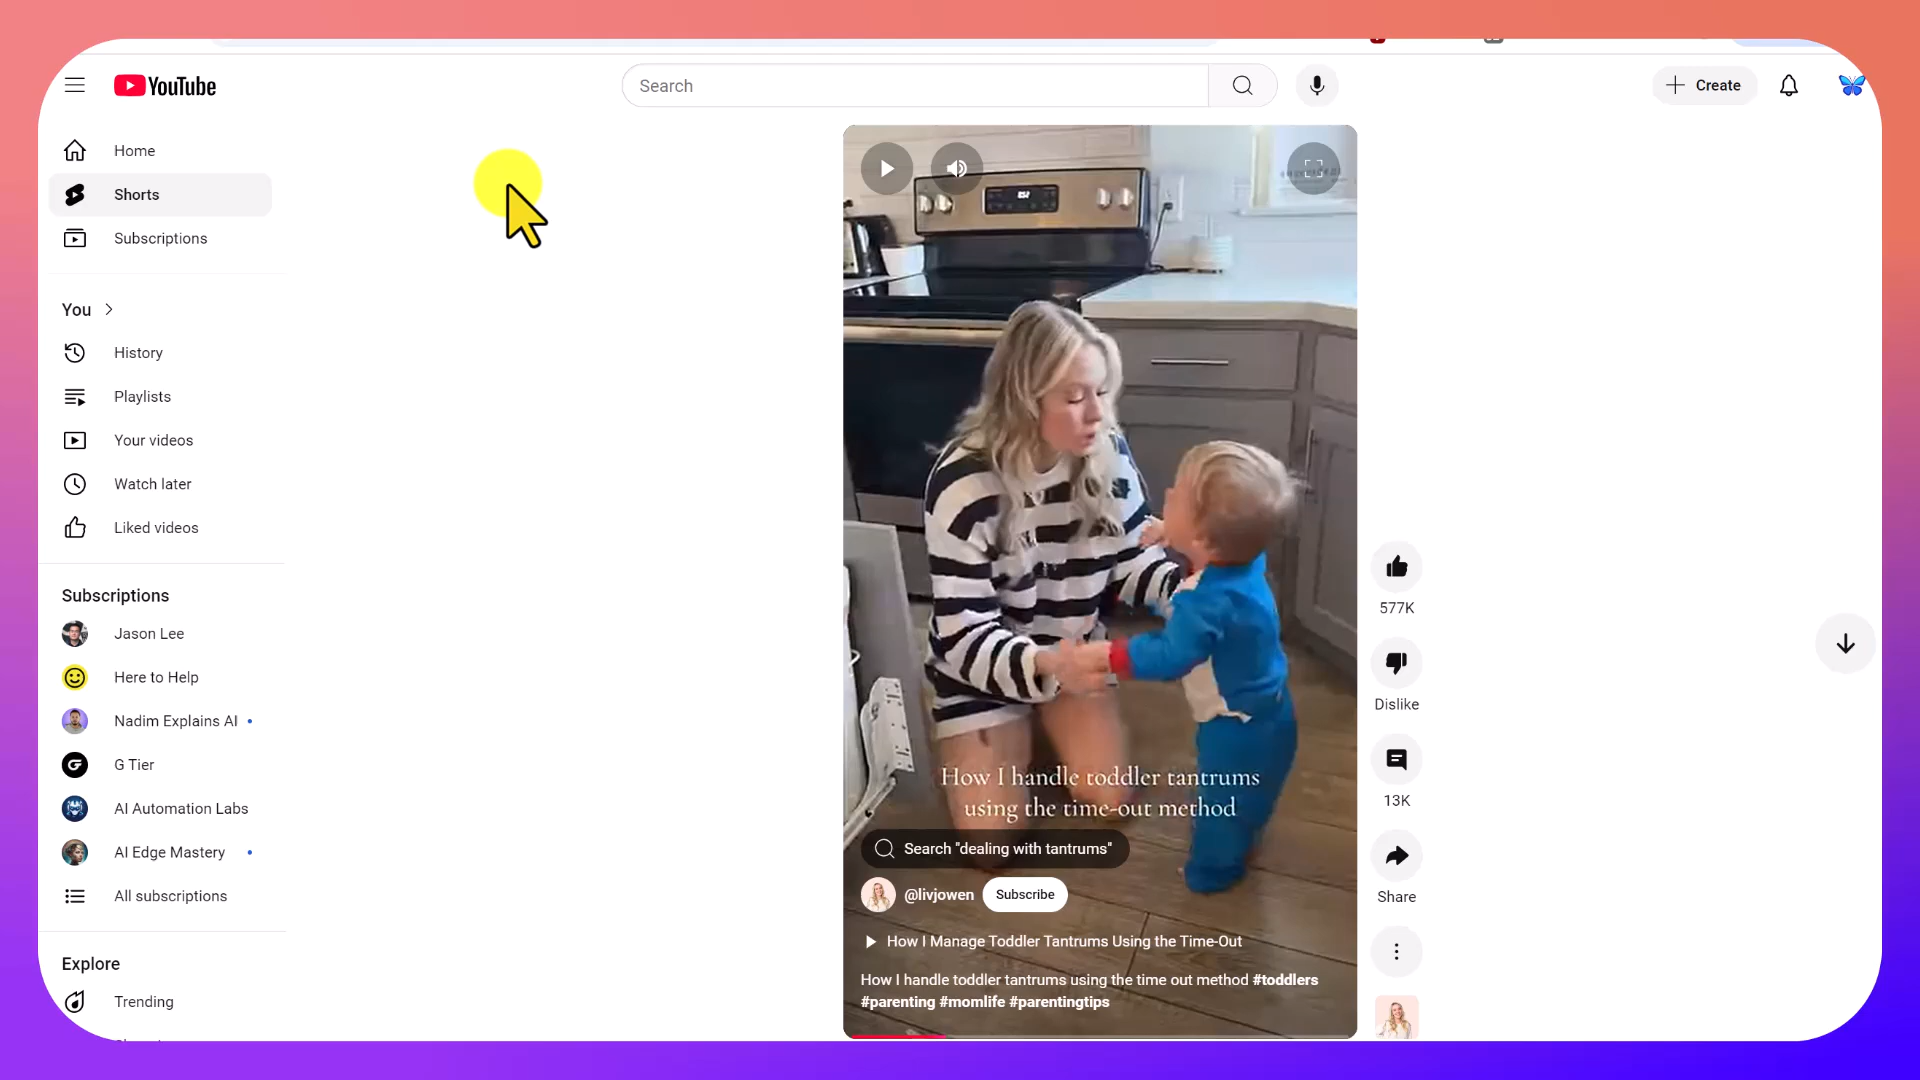 YouTube
Search
Create
Home
Shorts
Subscriptions
You
History
Playlists
Your videos
Watch later
Liked videos
Subscriptions
Jason Lee
Here to Help
Nadim Explains AI
G Tier
AI Automation Labs
AI Edge Mastery
All subscriptions
Explore
Trending
How I handle toddler tantrums
using the time-out method
Search "dealing with tantrums"
@livjowen Subscribe
How I Manage Toddler Tantrums Using the Time-Out
How I handle toddler tantrums using the time out method #toddlers
#parenting #momlife #parentingtips
577K
Dislike
13K
Share